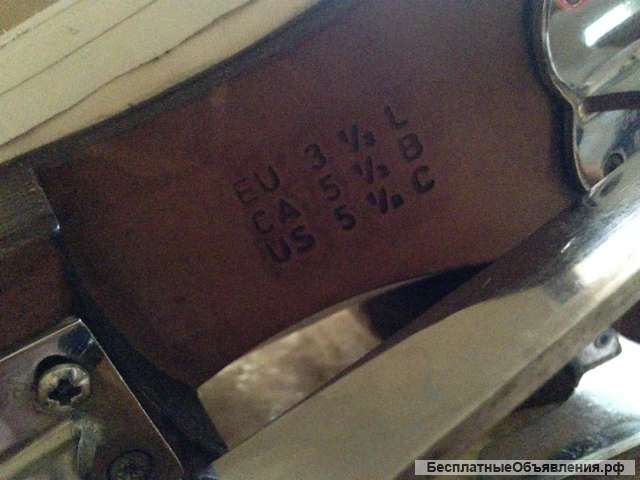 EU 3 1/2 L
CA 5 1/2 B
US 5 1/2 C
БесплатныеОбъявления.рф